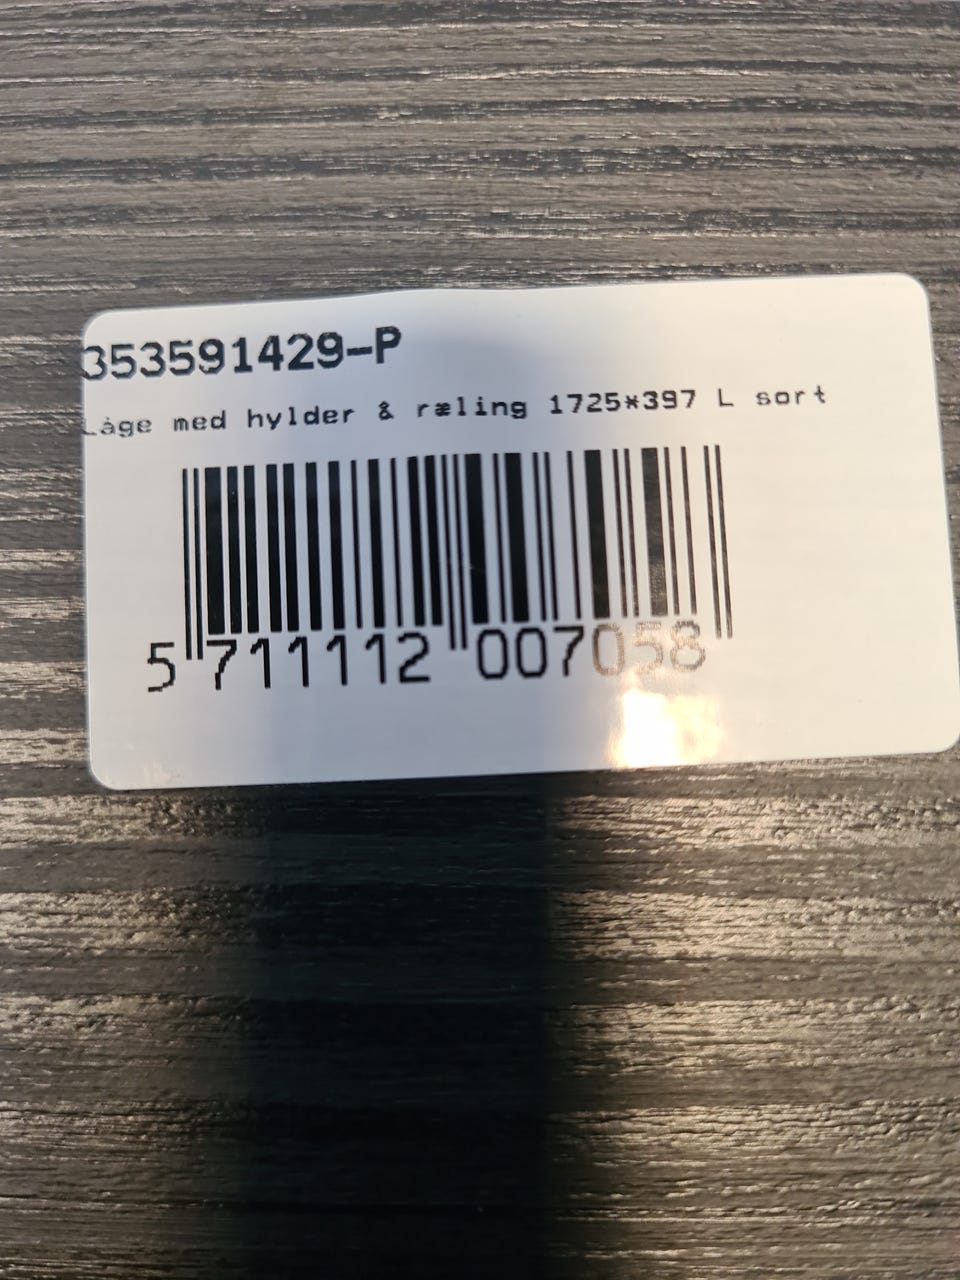 353591429-P
Låge med hylder & ræling 1725*397 L sort
5 711112 007058